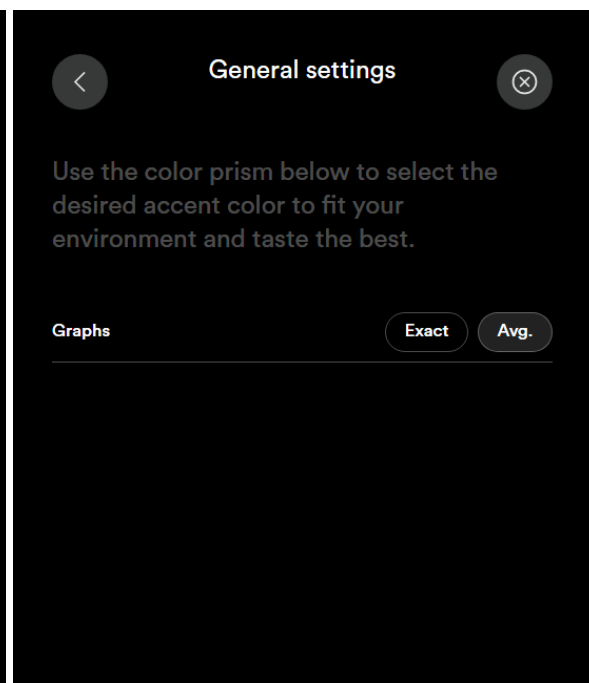 General settings
Use the color prism below to select the
desired accent color to fit your
environment and taste the best.
Graphs Exact Avg.